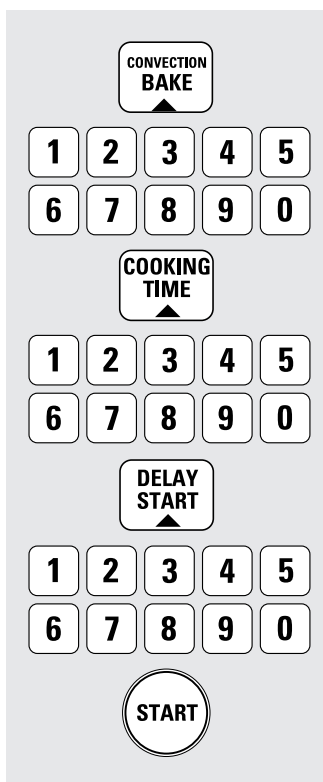 CONVECTION
BAKE
1 2 3 4 5
6 7 8 9 0
COOKING
TIME
1 2 3 4 5
6 7 8 9 0
DELAY
START
1 2 3 4 5
6 7 8 9 0
START